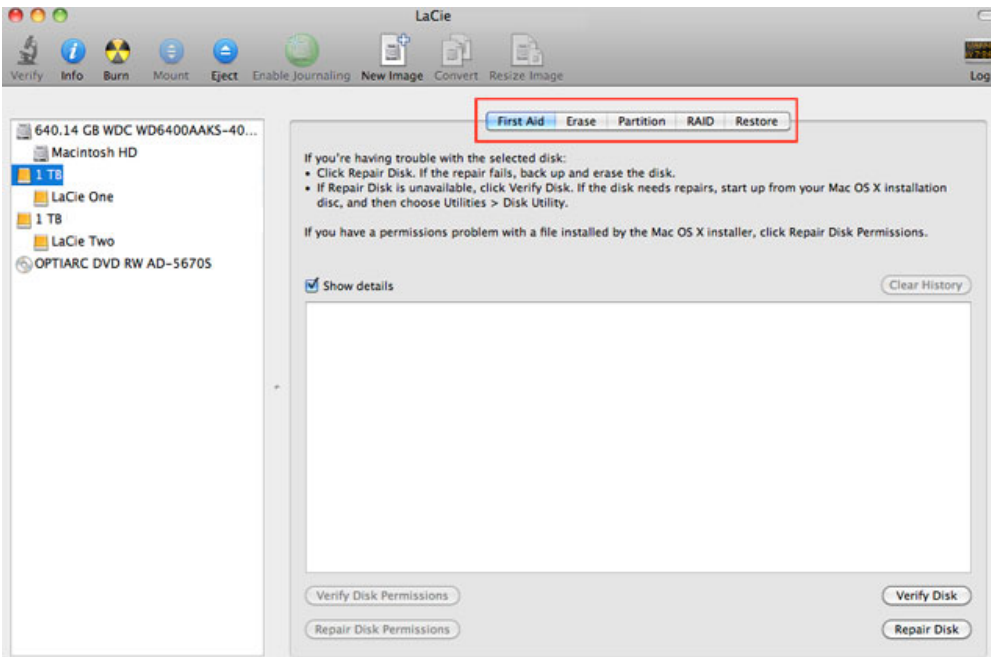 LaCie
Verify Info Burn Mount Eject Enable Journaling New Image Convert Resize Image Log
640.14 GB WDC WD6400AAKS-40...
Macintosh HD
1 TB
LaCie One
1 TB
LaCie Two
OPTIARC DVD RW AD-5670S
First Aid Erase Partition RAID Restore
If you're having trouble with the selected disk:
• Click Repair Disk. If the repair fails, back up and erase the disk.
• If Repair Disk is unavailable, click Verify Disk. If the disk needs repairs, start up from your Mac OS X installation
disc, and then choose Utilities > Disk Utility.
If you have a permissions problem with a file installed by the Mac OS X installer, click Repair Disk Permissions.
Show details
Clear History
Verify Disk Permissions
Verify Disk
Repair Disk Permissions
Repair Disk